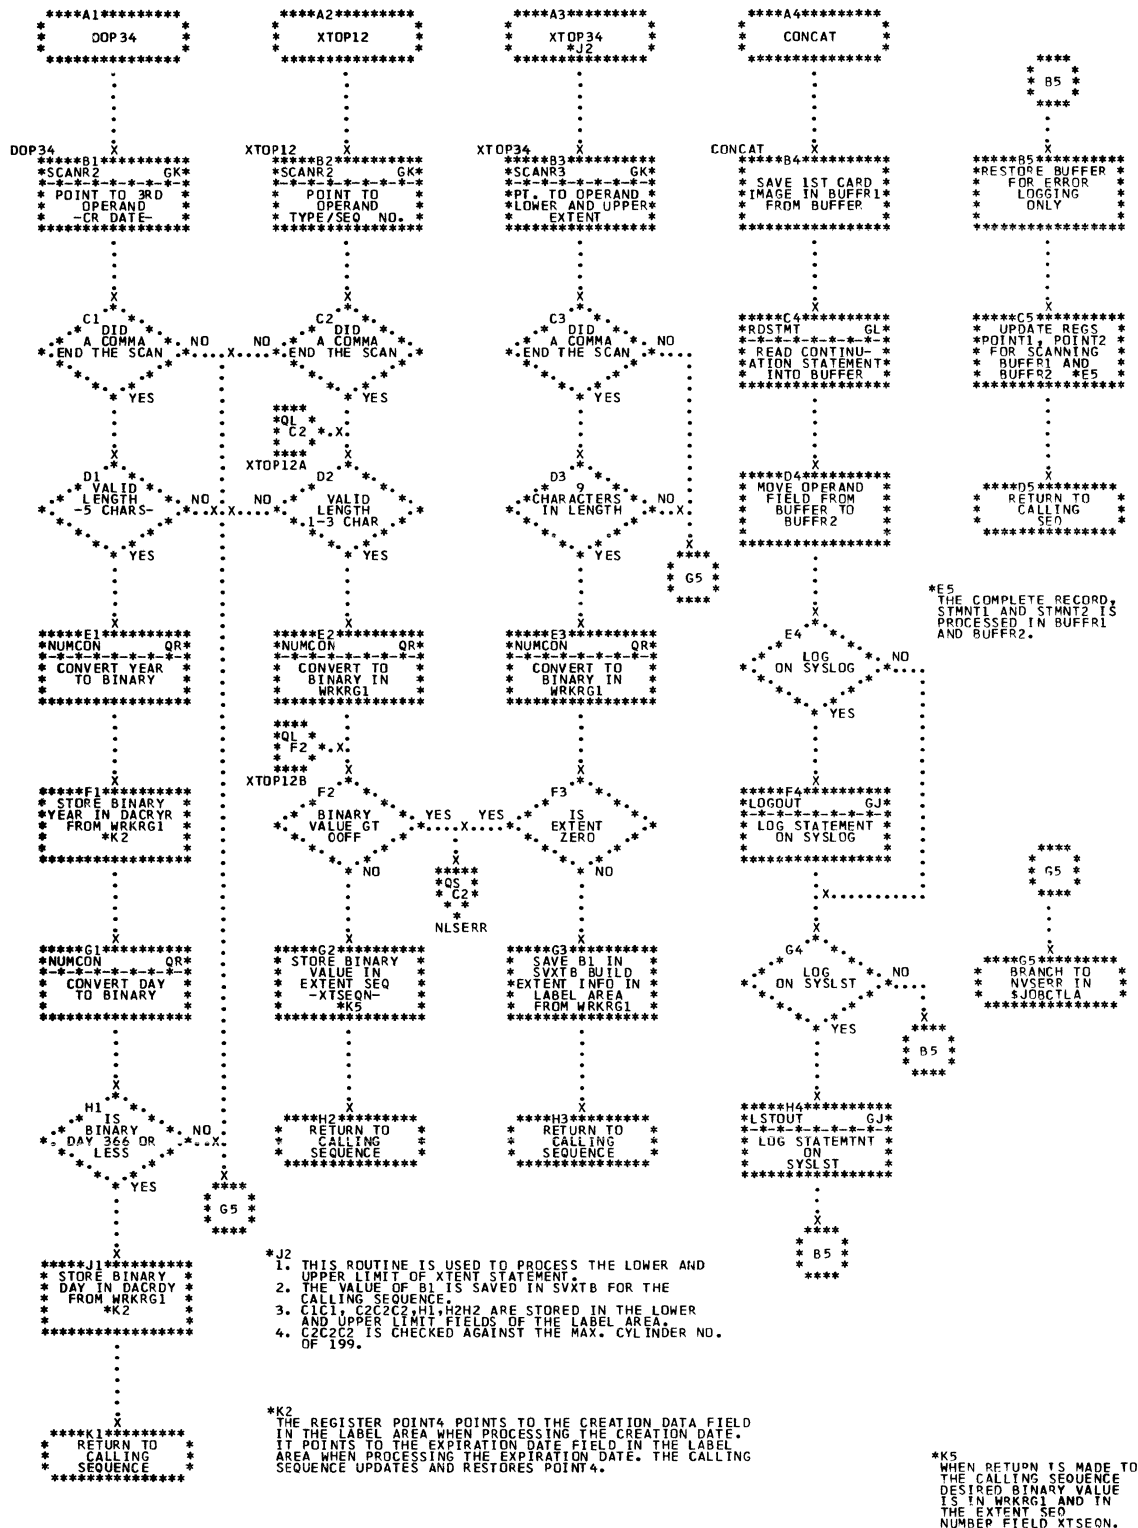 A1
DOP34
A2
XTOP12
A3
XTOP34
*J2
A4
CONCAT
B5
DOP34
B1
SCANR2 GK
POINT TO 3RD
OPERAND
-CR DATE-
XTOP12
B2
SCANR2 GK
POINT TO
OPERAND
TYPE/SEQ NO.
XTOP34
B3
SCANR3 GK
PT. TO OPERAND
LOWER AND UPPER
EXTENT
CONCAT
B4
SAVE 1ST CARD
IMAGE IN BUFFR1
FROM BUFFER
B5
RESTORE BUFFER
FOR ERROR
LOGGING
ONLY
C1
DID
A COMMA
END THE SCAN
NO
YES
C2
DID
A COMMA
END THE SCAN
NO
YES
C3
DID
A COMMA
END THE SCAN
NO
YES
C4
RDSTMT GL
READ CONTINU-
ATION STATEMENT
INTO BUFFER
C5
UPDATE REGS
POINT1, POINT2
FOR SCANNING
BUFFR1 AND
BUFFR2 *E5
QL
C2
XTOP12A
D1
VALID
LENGTH
-5 CHARS-
NO
YES
D2
VALID
LENGTH
1-3 CHAR
NO
YES
D3
9
CHARACTERS
IN LENGTH
NO
YES
G5
D4
MOVE OPERAND
FIELD FROM
BUFFER TO
BUFFR2
D5
RETURN TO
CALLING
SEQ
*E5
THE COMPLETE RECORD,
STMNT1 AND STMNT2 IS
PROCESSED IN BUFFR1
AND BUFFR2.
E1
NUMCON QR
CONVERT YEAR
TO BINARY
E2
NUMCON QR
CONVERT TO
BINARY IN
WRKRG1
E3
NUMCON QR
CONVERT TO
BINARY IN
WRKRG1
E4
LOG
ON SYSLOG
NO
YES
QL
F2
XTOP12B
F1
STORE BINARY
YEAR IN DACRYR
FROM WRKRG1
*K2
F2
BINARY
VALUE GT
00FF
YES
NO
F3
IS
EXTENT
ZERO
YES
NO
QS
C2
NLSERR
F4
LOGOUT GJ
LOG STATEMENT
ON SYSLOG
G5
G1
NUMCON QR
CONVERT DAY
TO BINARY
G2
STORE BINARY
VALUE IN
EXTENT SEQ
-XTSEQN-
*K5
G3
SAVE B1 IN
SVXTB BUILD
EXTENT INFO IN
LABEL AREA
FROM WRKRG1
G4
LOG
ON SYSLST
NO
YES
B5
G5
BRANCH TO
NVSERR IN
$JOBCTLA
H1
IS
BINARY
DAY 366 OR
LESS
NO
YES
G5
H2
RETURN TO
CALLING
SEQUENCE
H3
RETURN TO
CALLING
SEQUENCE
H4
LSTOUT GJ
LOG STATEMTNT
ON
SYSLST
B5
J1
STORE BINARY
DAY IN DACRDY
FROM WRKRG1
*K2
*J2
1. THIS ROUTINE IS USED TO PROCESS THE LOWER AND
UPPER LIMIT OF XTENT STATEMENT.
2. THE VALUE OF B1 IS SAVED IN SVXTB FOR THE
CALLING SEQUENCE.
3. C1C1, C2C2C2,H1,H2H2 ARE STORED IN THE LOWER
AND UPPER LIMIT FIELDS OF THE LABEL AREA.
4. C2C2C2 IS CHECKED AGAINST THE MAX. CYLINDER NO.
OF 199.
K1
RETURN TO
CALLING
SEQUENCE
*K2
THE REGISTER POINT4 POINTS TO THE CREATION DATA FIELD
IN THE LABEL AREA WHEN PROCESSING THE CREATION DATE.
IT POINTS TO THE EXPIRATION DATE FIELD IN THE LABEL
AREA WHEN PROCESSING THE EXPIRATION DATE. THE CALLING
SEQUENCE UPDATES AND RESTORES POINT4.
*K5
WHEN RETURN IS MADE TO
THE CALLING SEQUENCE
DESIRED BINARY VALUE
IS IN WRKRG1 AND IN
THE EXTENT SEQ
NUMBER FIELD XTSEQN.